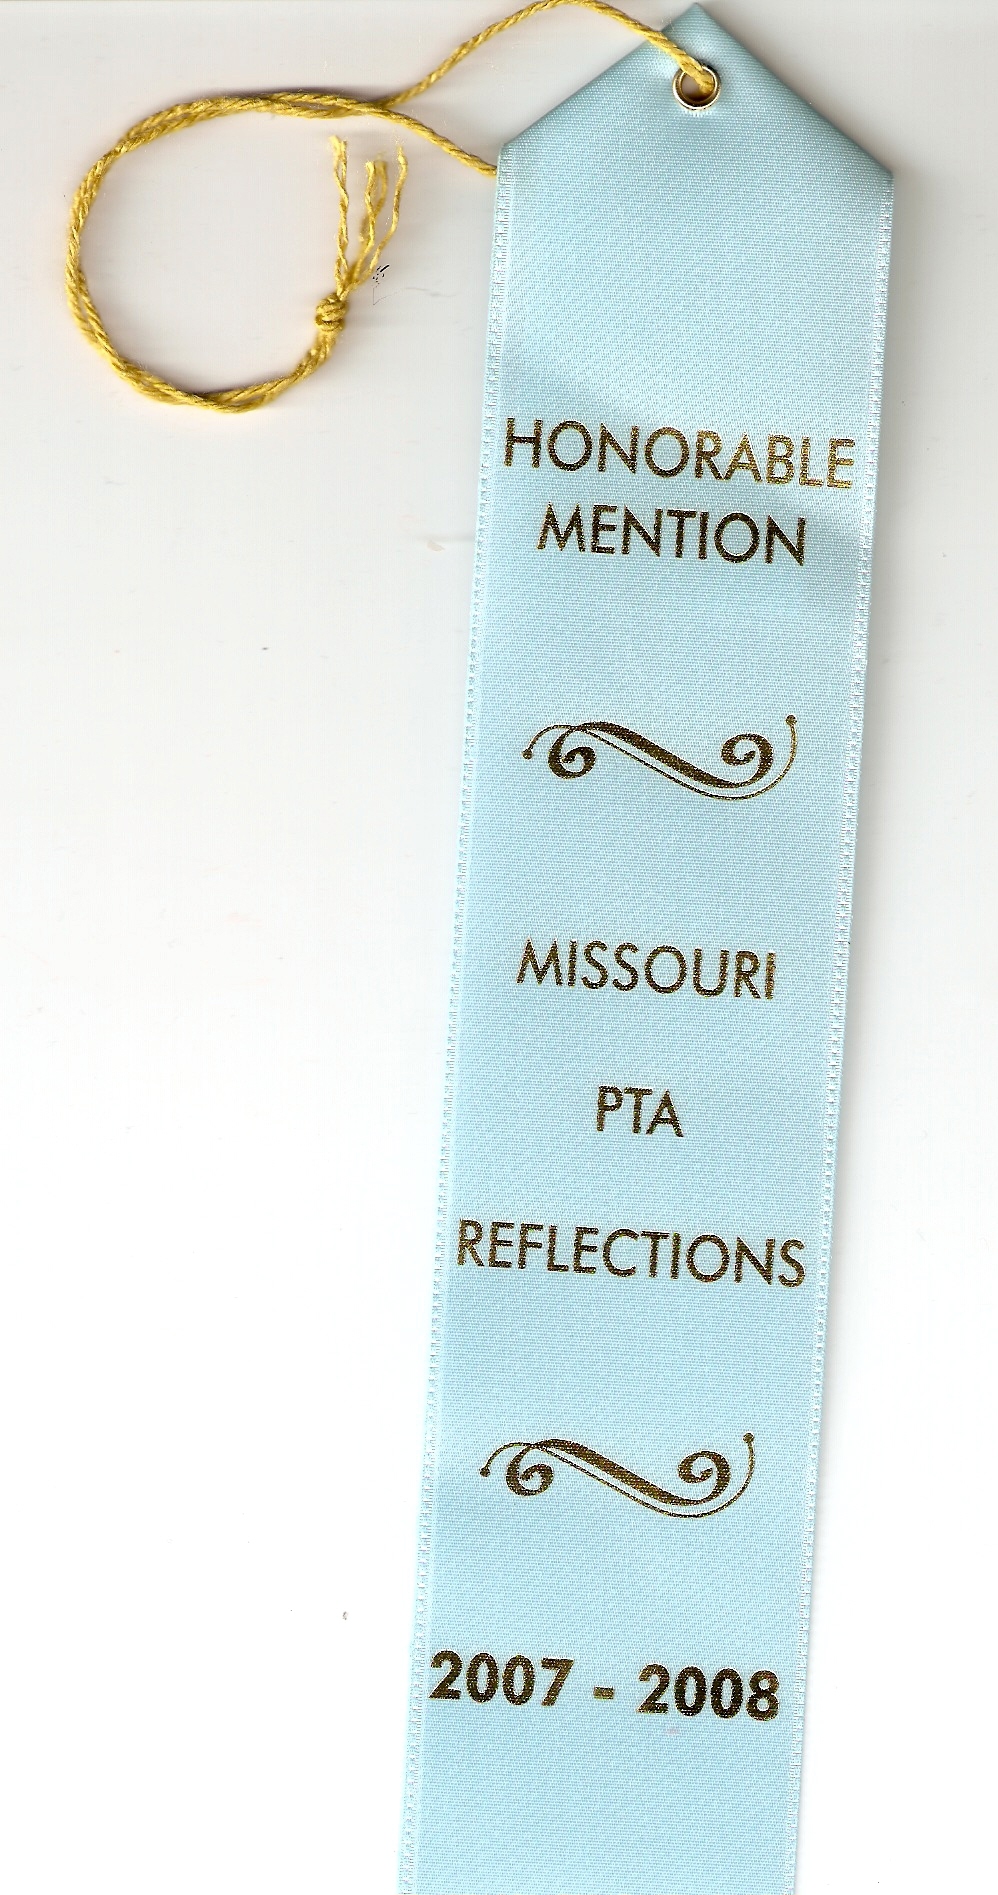 HONORABLE
MENTION
MISSOURI
PTA
REFLECTIONS
2007 - 2008